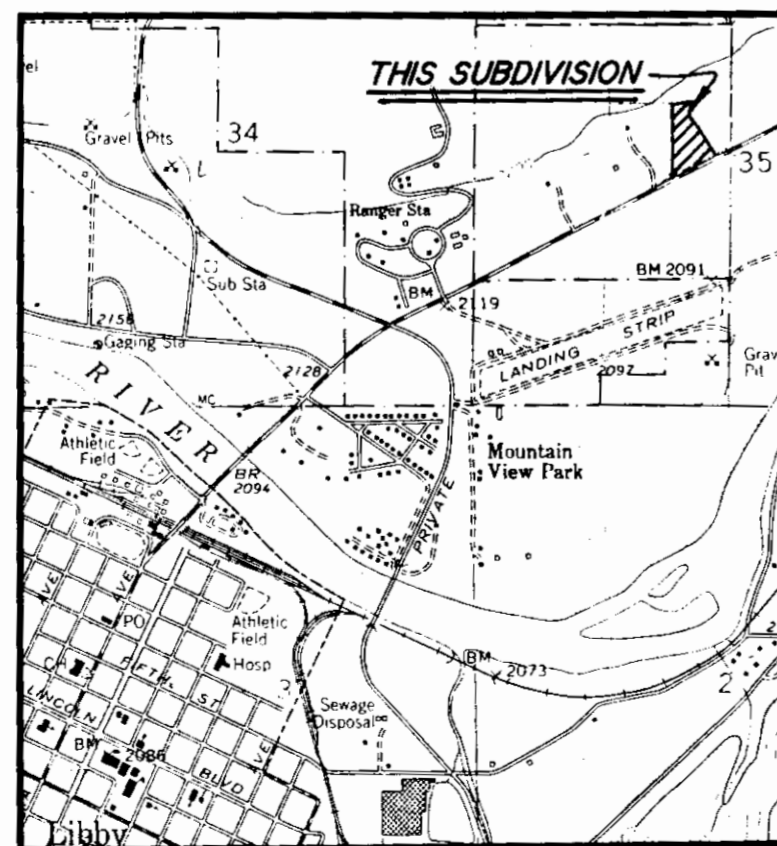 THIS SUBDIVISION
el
Gravel Pits
34
35
L
Ranger Sta
Sub Sta
BM
2119
BM 2091
LANDING STRIP
Gaging Sta
2128
2097
Grav
Pit
MC
RIVER
Athletic
Field
BR
2094
Mountain
View Park
PRIVATE
AVE
AVE
PO
Athletic
Field
Hosp
CH
FIFTH
ST
BM
2073
2
Sewage
Disposal
LINCOLN
BLVD
AVE
BM
2086
Libby